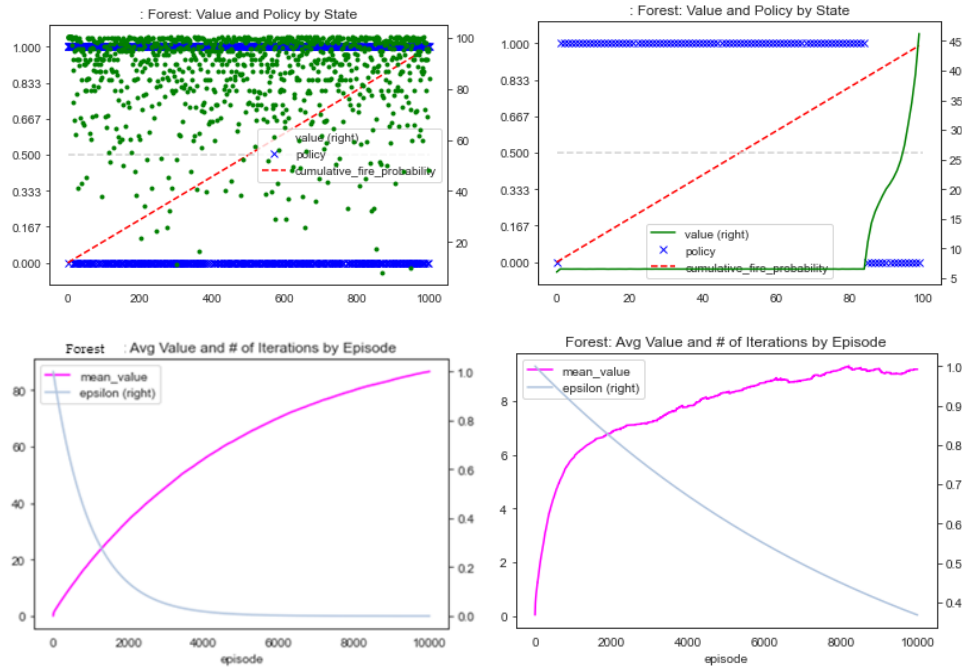 : Forest: Value and Policy by State
1.000
0.833
0.667
0.500
0.333
0.167
0.000
100
80
60
40
20
value (right)
policy
cumulative_fire_probability
0 200 400 600 800 1000
: Forest: Value and Policy by State
1.000
0.833
0.667
0.500
0.333
0.167
0.000
45
40
35
30
25
20
15
10
5
value (right)
policy
cumulative_fire_probability
0 20 40 60 80 100
Forest : Avg Value and # of Iterations by Episode
mean_value
epsilon (right)
80
60
40
20
0
1.0
0.8
0.6
0.4
0.2
0.0
0 2000 4000 6000 8000 10000
episode
Forest: Avg Value and # of Iterations by Episode
mean_value
epsilon (right)
8
6
4
2
0
1.0
0.9
0.8
0.7
0.6
0.5
0.4
0 2000 4000 6000 8000 10000
episode